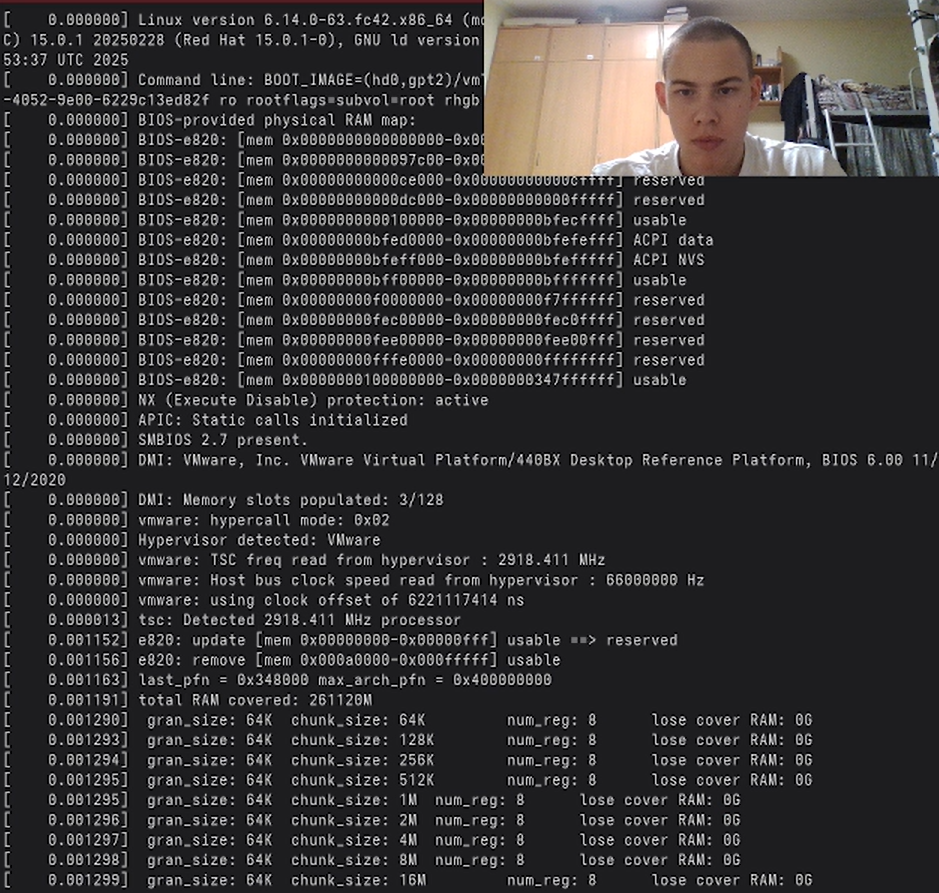 [    0.000000] Linux version 6.14.0-63.fc42.x86_64
C) 15.0.1 20250228 (Red Hat 15.0.1-0), GNU ld version
53:37 UTC 2025
[    0.000000] Command line: BOOT_IMAGE=(hd0,gpt2)/vml
-4052-9e00-6229c13ed82f ro rootflags=subvol=root rhgb
[    0.000000] BIOS-provided physical RAM map:
[    0.000000] BIOS-e820: [mem 0x0000000000000000-0x00
[    0.000000] BIOS-e820: [mem 0x0000000000097c00-0x00
[    0.000000] BIOS-e820: [mem 0x00000000000ce000-0x00000000000cffff] reserved
[    0.000000] BIOS-e820: [mem 0x00000000000dc000-0x00000000000fffff] reserved
[    0.000000] BIOS-e820: [mem 0x0000000000100000-0x00000000bfecffff] usable
[    0.000000] BIOS-e820: [mem 0x00000000bfed0000-0x00000000bfefefff] ACPI data
[    0.000000] BIOS-e820: [mem 0x00000000bfeff000-0x00000000bfefffff] ACPI NVS
[    0.000000] BIOS-e820: [mem 0x00000000bff00000-0x00000000bfffffff] usable
[    0.000000] BIOS-e820: [mem 0x00000000f0000000-0x00000000f7ffffff] reserved
[    0.000000] BIOS-e820: [mem 0x00000000fec00000-0x00000000fec0ffff] reserved
[    0.000000] BIOS-e820: [mem 0x00000000fee00000-0x00000000fee00fff] reserved
[    0.000000] BIOS-e820: [mem 0x00000000fffe0000-0x00000000ffffffff] reserved
[    0.000000] BIOS-e820: [mem 0x0000000100000000-0x0000000347ffffff] usable
[    0.000000] NX (Execute Disable) protection: active
[    0.000000] APIC: Static calls initialized
[    0.000000] SMBIOS 2.7 present.
[    0.000000] DMI: VMware, Inc. VMware Virtual Platform/440BX Desktop Reference Platform, BIOS 6.00 11/
12/2020
[    0.000000] DMI: Memory slots populated: 3/128
[    0.000000] vmware: hypercall mode: 0x02
[    0.000000] Hypervisor detected: VMware
[    0.000000] vmware: TSC freq read from hypervisor : 2918.411 MHz
[    0.000000] vmware: Host bus clock speed read from hypervisor : 66000000 Hz
[    0.000000] vmware: using clock offset of 6221117414 ns
[    0.000013] tsc: Detected 2918.411 MHz processor
[    0.001152] e820: update [mem 0x00000000-0x00000fff] usable ==> reserved
[    0.001156] e820: remove [mem 0x000a0000-0x000fffff] usable
[    0.001163] last_pfn = 0x348000 max_arch_pfn = 0x400000000
[    0.001191] total RAM covered: 261120M
[    0.001290]  gran_size: 64K  chunk_size: 64K         num_reg: 8      lose cover RAM: 0G
[    0.001293]  gran_size: 64K  chunk_size: 128K        num_reg: 8      lose cover RAM: 0G
[    0.001294]  gran_size: 64K  chunk_size: 256K        num_reg: 8      lose cover RAM: 0G
[    0.001295]  gran_size: 64K  chunk_size: 512K        num_reg: 8      lose cover RAM: 0G
[    0.001295]  gran_size: 64K  chunk_size: 1M  num_reg: 8      lose cover RAM: 0G
[    0.001296]  gran_size: 64K  chunk_size: 2M  num_reg: 8      lose cover RAM: 0G
[    0.001297]  gran_size: 64K  chunk_size: 4M  num_reg: 8      lose cover RAM: 0G
[    0.001298]  gran_size: 64K  chunk_size: 8M  num_reg: 8      lose cover RAM: 0G
[    0.001299]  gran_size: 64K  chunk_size: 16M         num_reg: 8      lose cover RAM: 0G